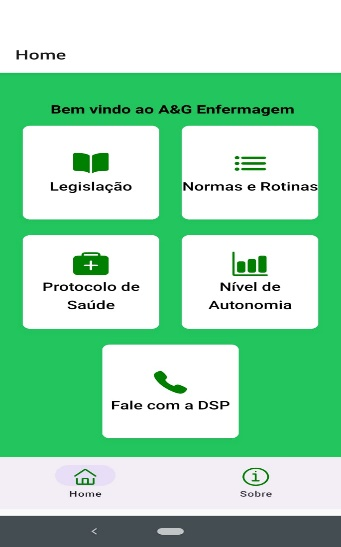 Home
Bem vindo ao A&G Enfermagem
Legislação
Normas e Rotinas
Protocolo de
Saúde
Nível de
Autonomia
Fale com a DSP
Home
Sobre